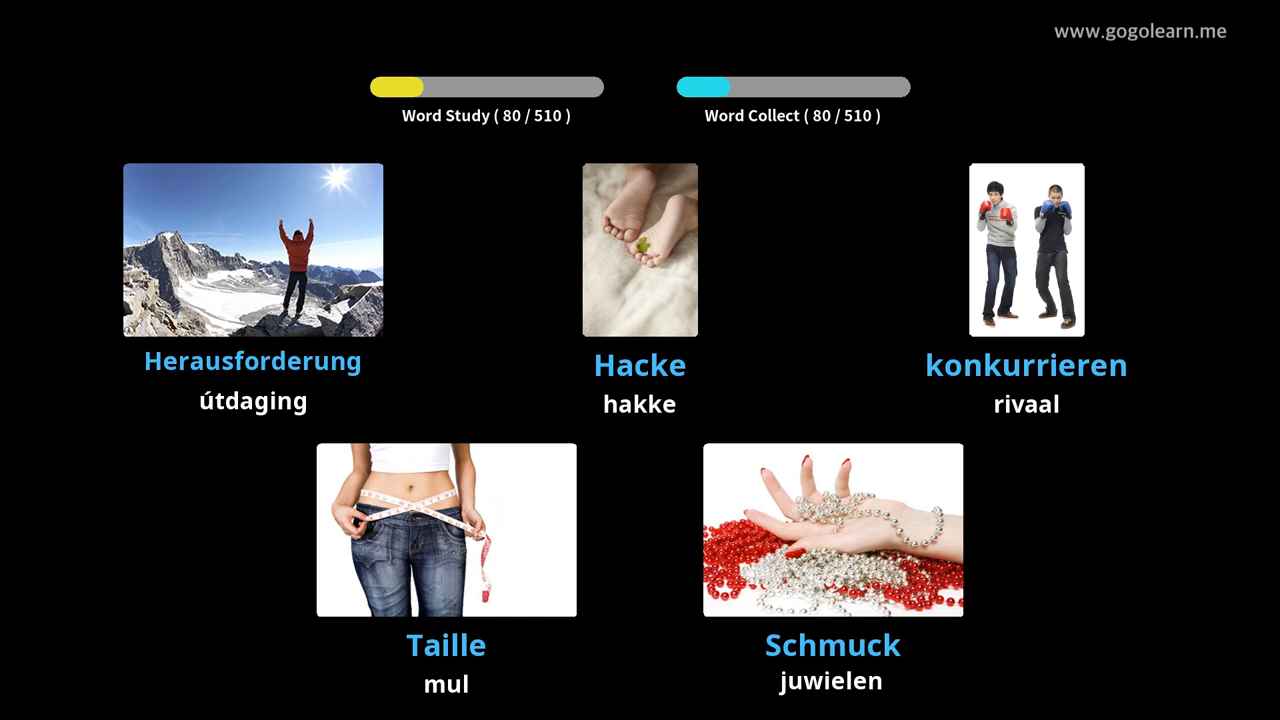 www.gogolearn.me
Word Study ( 80 / 510 )
Word Collect ( 80 / 510 )
Herausforderung
útdaging
Hacke
hakke
konkurrieren
rivaal
Taille
mul
Schmuck
juwielen